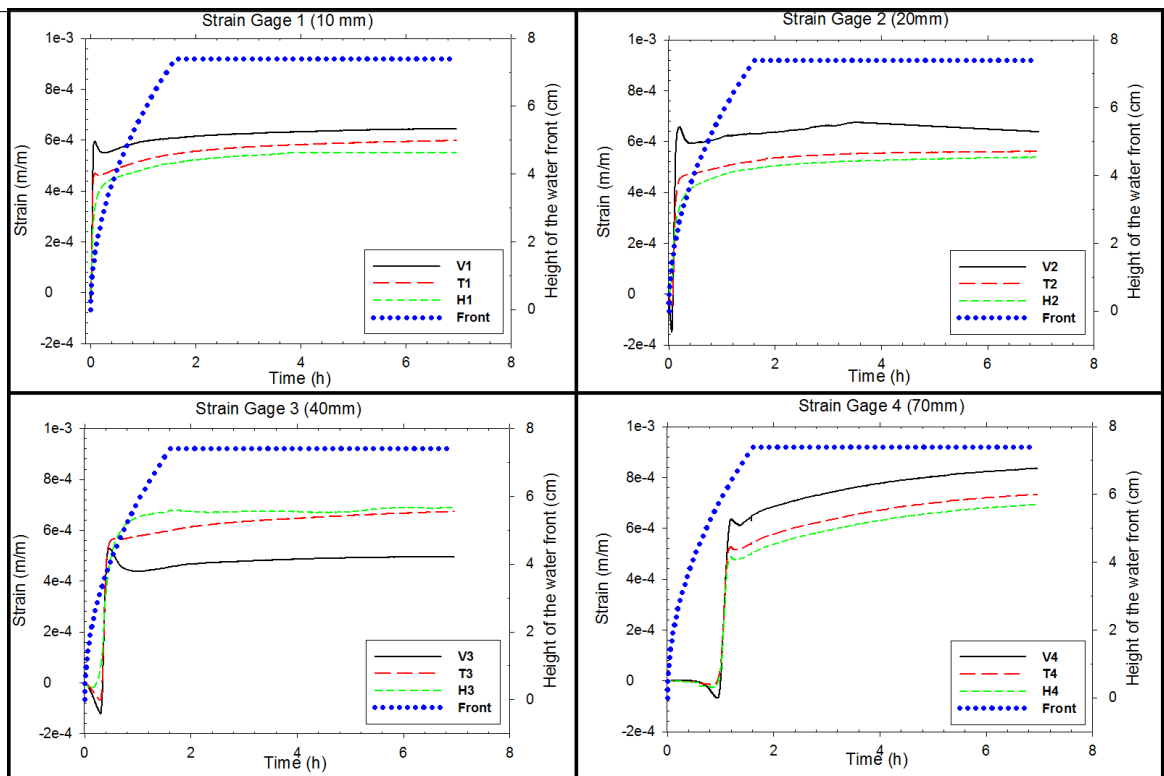 Strain Gage 1 (10 mm)
1e-3
8e-4
6e-4
4e-4
2e-4
0
-2e-4
Strain (m/m)
8
6
4
2
0
Height of the water front (cm)
V1
T1
H1
Front
0 2 4 6 8
Time (h)
Strain Gage 2 (20mm)
1e-3
8e-4
6e-4
4e-4
2e-4
0
-2e-4
Strain (m/m)
8
6
4
2
0
Height of the water front (cm)
V2
T2
H2
Front
0 2 4 6 8
Time (h)
Strain Gage 3 (40mm)
1e-3
8e-4
6e-4
4e-4
2e-4
0
-2e-4
Strain (m/m)
8
6
4
2
0
Height of the water front (cm)
V3
T3
H3
Front
0 2 4 6 8
Time (h)
Strain Gage 4 (70mm)
1e-3
8e-4
6e-4
4e-4
2e-4
0
-2e-4
Strain (m/m)
8
6
4
2
0
Height of the water front (cm)
V4
T4
H4
Front
0 2 4 6 8
Time (h)